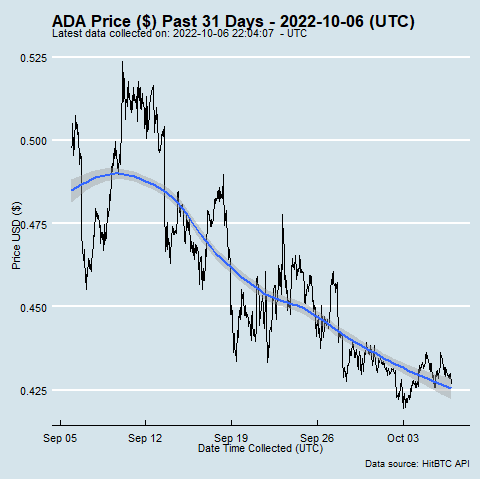 ADA Price ($) Past 31 Days - 2022-10-06 (UTC)
Latest data collected on: 2022-10-06 22:04:07 - UTC
0.525
0.500
0.475
0.450
0.425
Price USD ($)
Sep 05 Sep 12 Sep 19 Sep 26 Oct 03
Date Time Collected (UTC)
Data source: HitBTC API